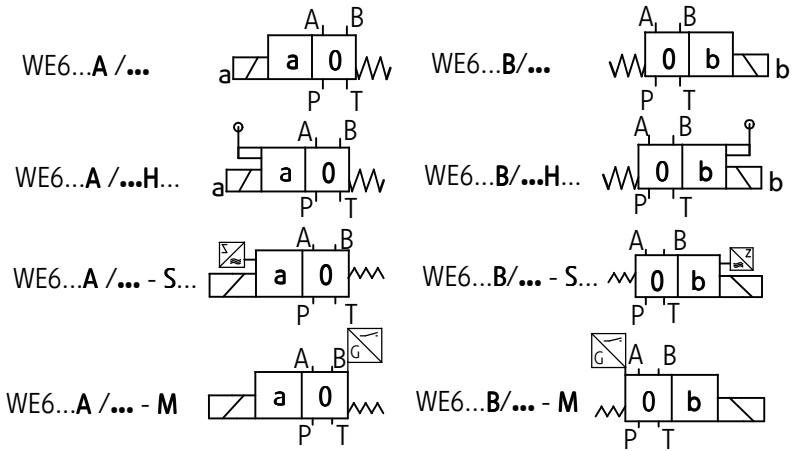 A B
WE6...A /... a a 0
P T
A B
WE6...B/... 0 b b
P T
A B
WE6...A /...H... a a 0
P T
A B
WE6...B/...H... 0 b b
P T
A B
WE6...A /... - S... a 0
P T
A B Z
WE6...B/... - S... 0 b
P T
A B G
WE6...A /... - M a 0
P T
G A B
WE6...B/... - M 0 b
P T